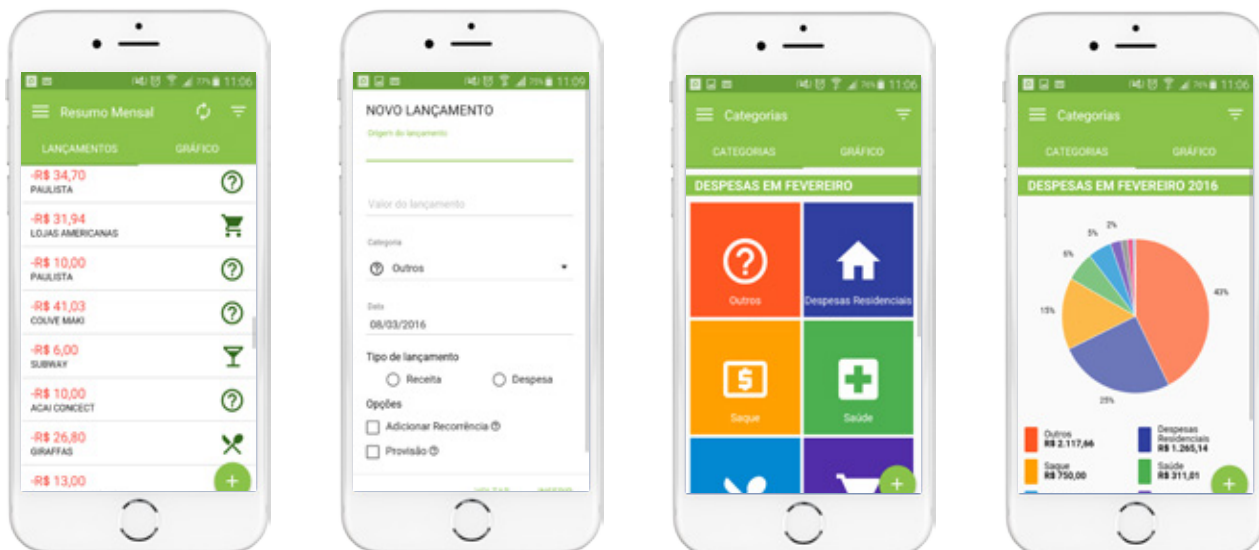 77% 11:06
Resumo Mensal
LANÇAMENTOS GRÁFICO
-R$ 34,70
PAULISTA
-R$ 31,94
LOJAS AMERICANAS
-R$ 10,00
PAULISTA
-R$ 41,03
COUVE MAKI
-R$ 6,00
SUBWAY
-R$ 10,00
ACAI CONCECT
-R$ 26,80
GIRAFFAS
-R$ 13,00
11:09
NOVO LANÇAMENTO
Origem do lançamento
Valor do lançamento
Categoria
Outros
Data
08/03/2016
Tipo de lançamento
Receita Despesa
Opções
Adicionar Recorrência
Provisão
76% 11:06
Categorias
CATEGORIAS GRÁFICO
DESPESAS EM FEVEREIRO
Outros Despesas Residenciais
Saque Saúde
76% 11:06
Categorias
CATEGORIAS GRÁFICO
DESPESAS EM FEVEREIRO 2016
2%
5%
6%
43%
15%
25%
Outros
R$ 2.117,66
Despesas
Residenciais
R$ 1.265,14
Saque
R$ 750,00
Saúde
R$ 311,01